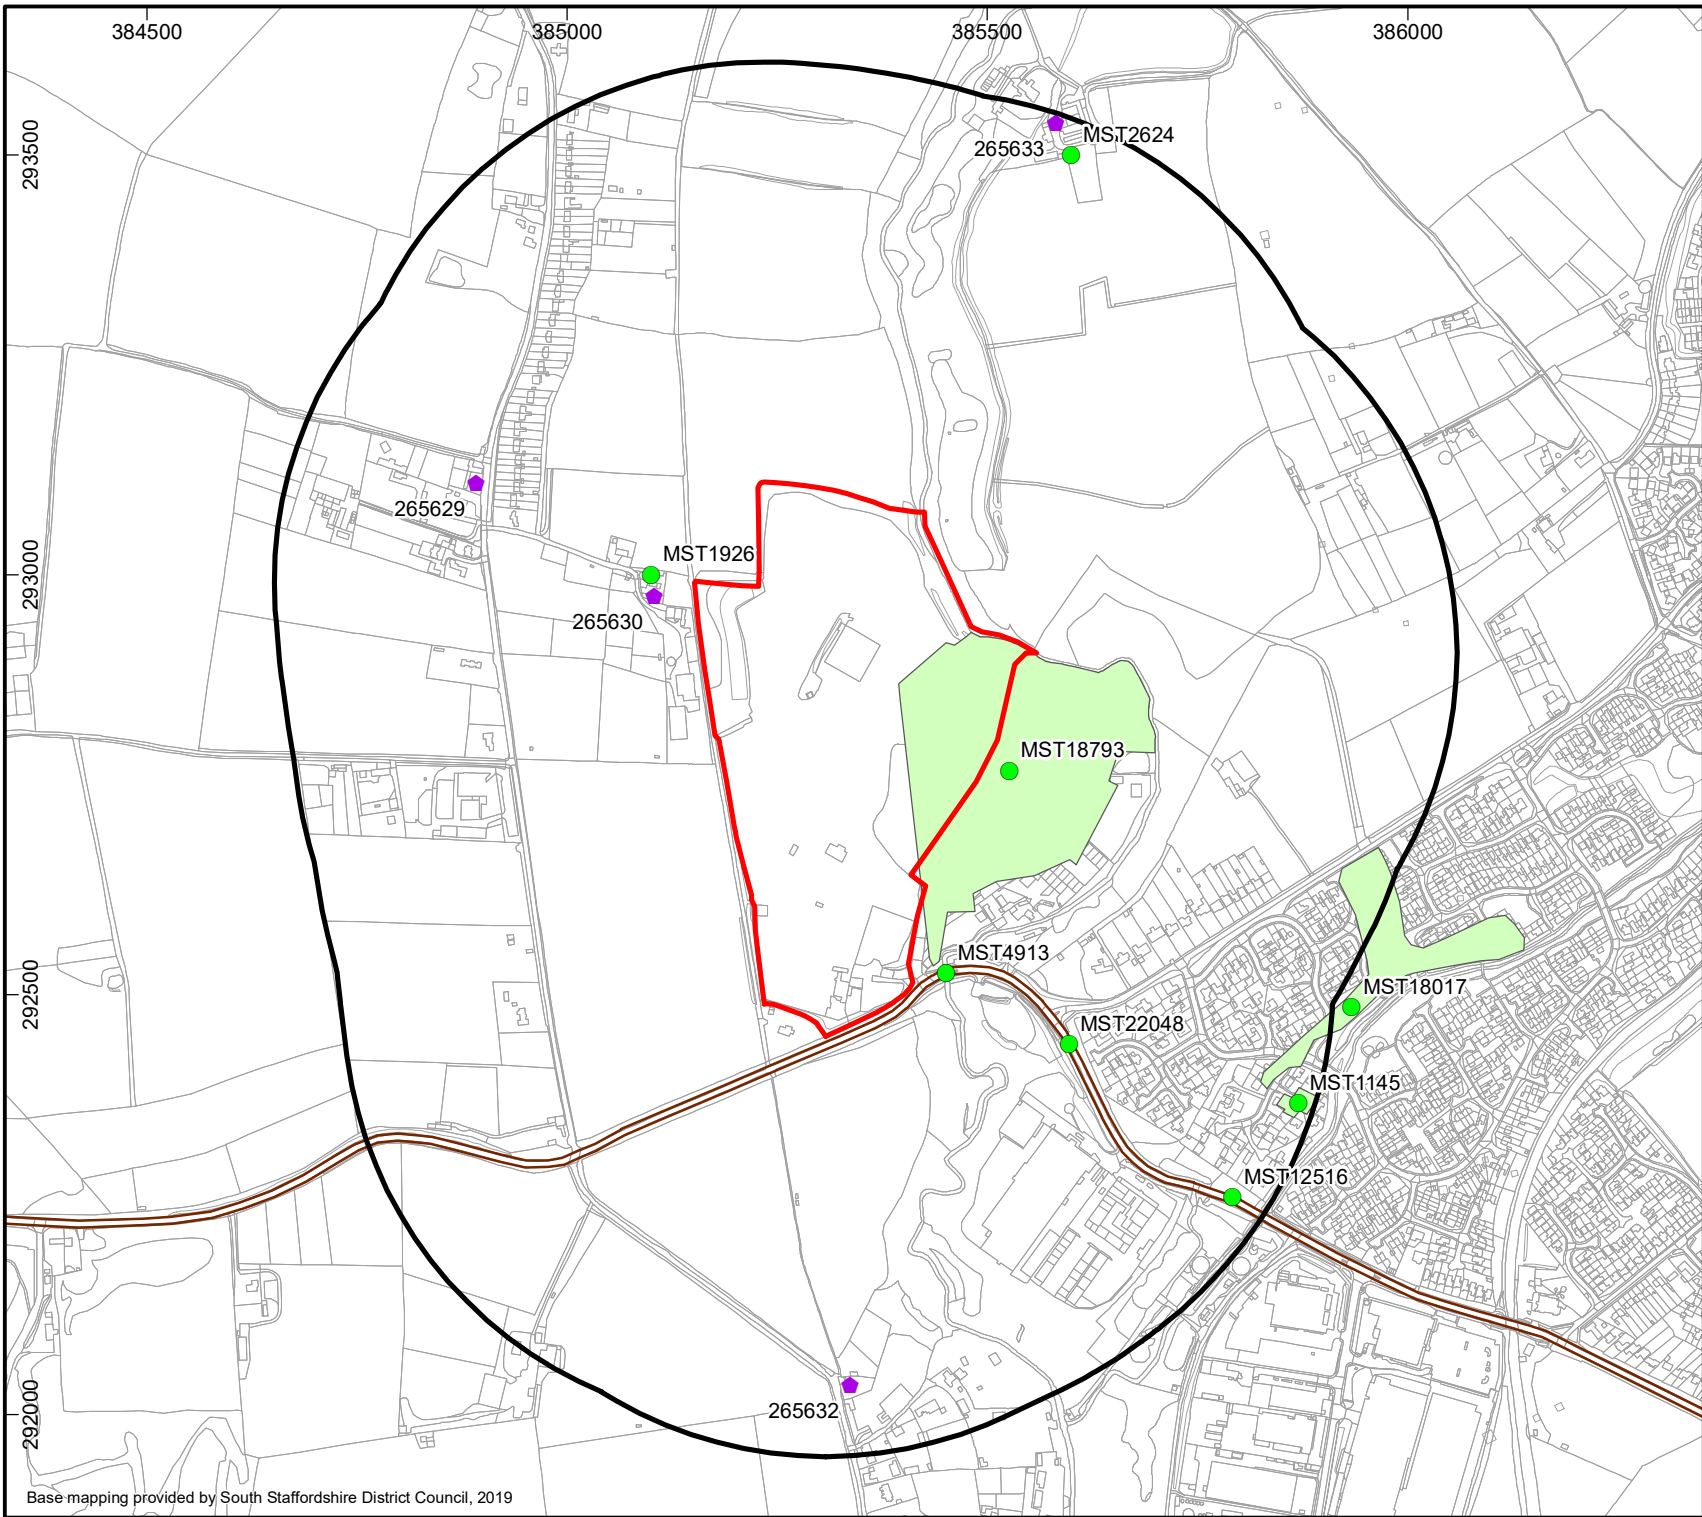 384500
385000
385500
386000
293500
293000
292500
292000
MST2624
265633
265629
MST1926
265630
MST18793
MST4913
MST18017
MST22048
MST1145
MST12516
265632
Base mapping provided by South Staffordshire District Council, 2019